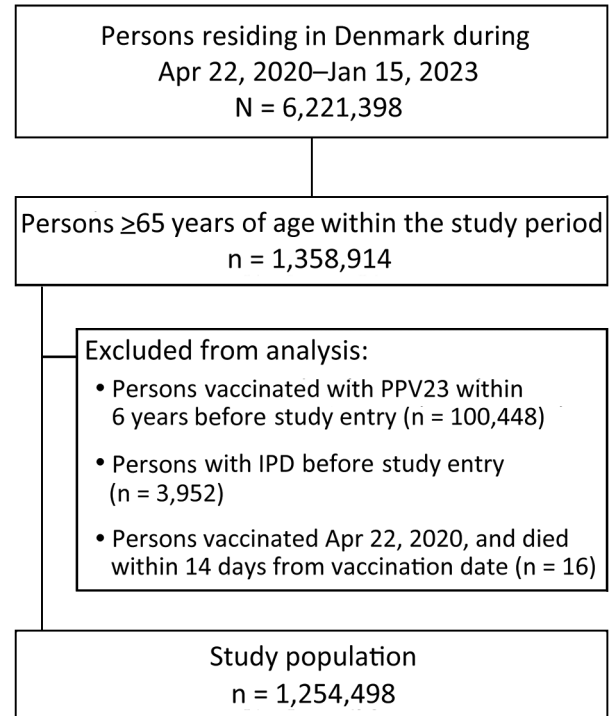 Persons residing in Denmark during
Apr 22, 2020–Jan 15, 2023
N = 6,221,398
Persons ≥65 years of age within the study period
n = 1,358,914
Excluded from analysis:
• Persons vaccinated with PPV23 within
6 years before study entry (n = 100,448)
• Persons with IPD before study entry
(n = 3,952)
• Persons vaccinated Apr 22, 2020, and died
within 14 days from vaccination date (n = 16)
Study population
n = 1,254,498